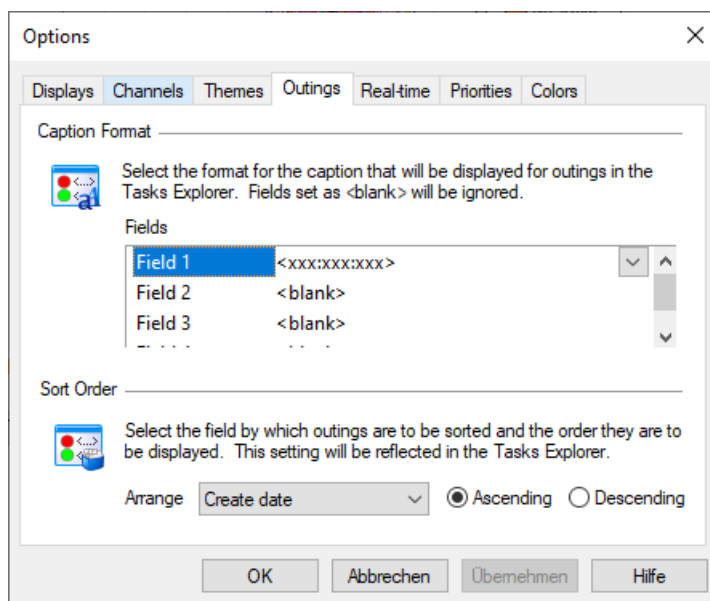 Options
Displays Channels Themes Outings Real-time Priorities Colors
Caption Format
Select the format for the caption that will be displayed for outings in the
Tasks Explorer. Fields set as <blank> will be ignored.
Fields
Field 1 <xxx:xxx:xxx>
Field 2 <blank>
Field 3 <blank>
Sort Order
Select the field by which outings are to be sorted and the order they are to
be displayed. This setting will be reflected in the Tasks Explorer.
Arrange Create date Ascending Descending
OK Abbrechen Übernehmen Hilfe